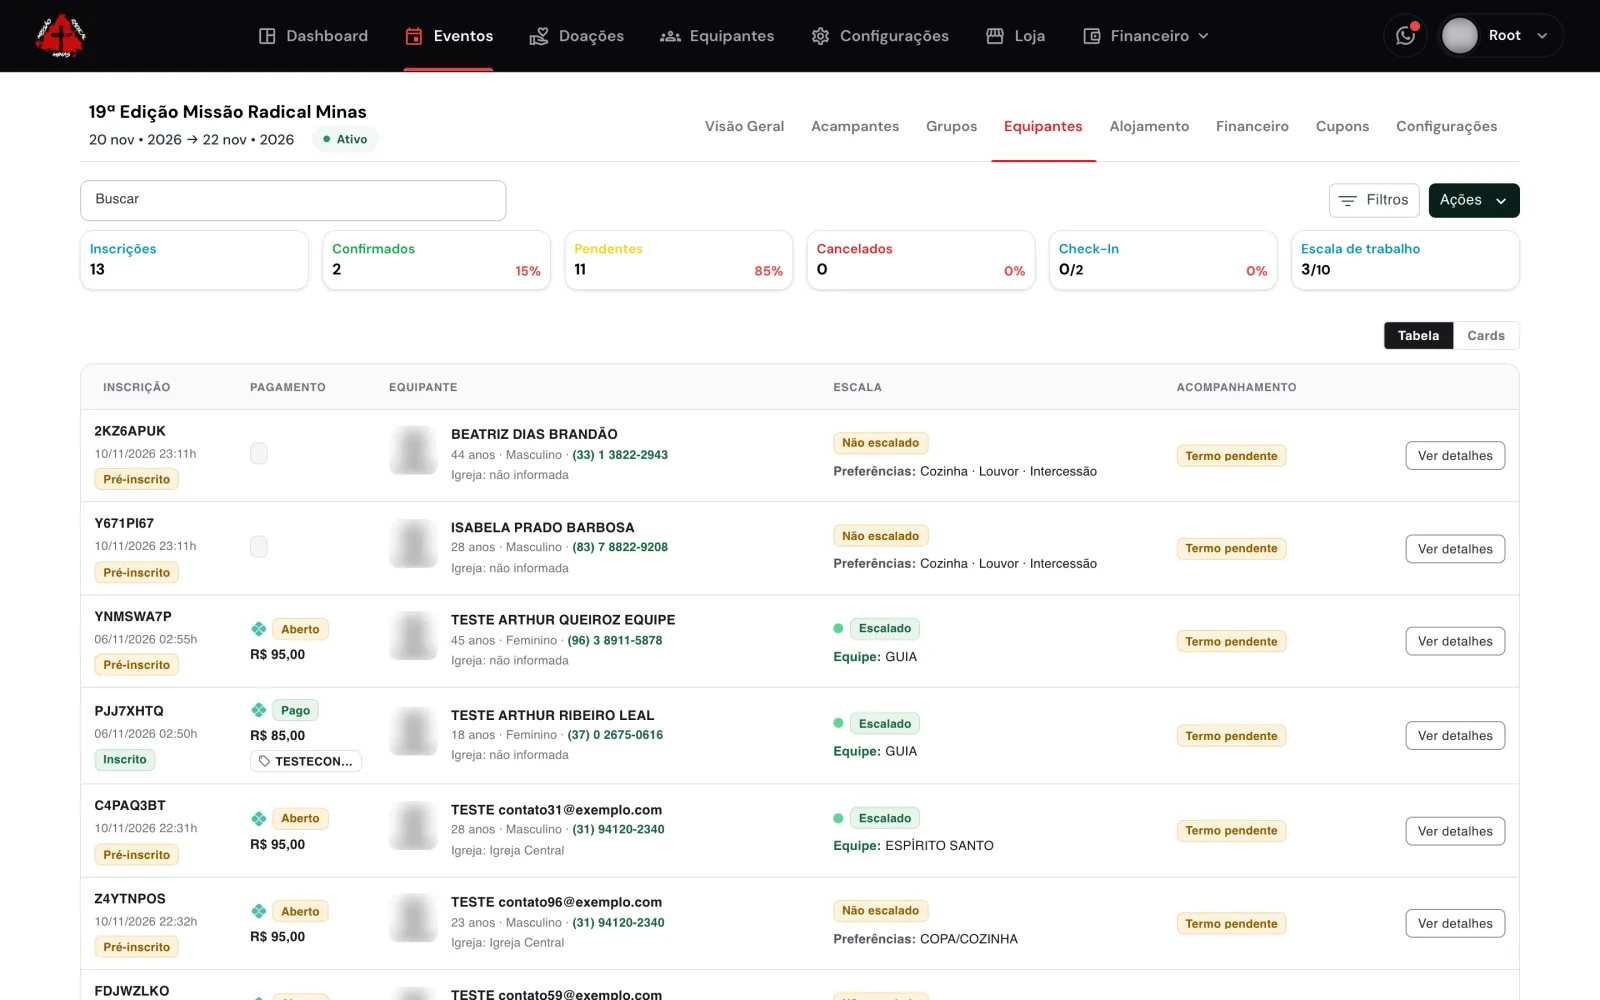 MISSÃO RADICAL MINAS
Dashboard
Eventos
Doações
Equipantes
Configurações
Loja
Financeiro
Root
19ª Edição Missão Radical Minas
20 nov • 2026 → 22 nov • 2026
Ativo
Visão Geral
Acampantes
Grupos
Equipantes
Alojamento
Financeiro
Cupons
Configurações
Buscar
Filtros
Ações
Inscrições
13
Confirmados
2
15%
Pendentes
11
85%
Cancelados
0
0%
Check-In
0/2
0%
Escala de trabalho
3/10
Tabela
Cards
INSCRIÇÃO
PAGAMENTO
EQUIPANTE
ESCALA
ACOMPANHAMENTO
2KZ6APUK
10/11/2026 23:11h
Pré-inscrito
BEATRIZ DIAS BRANDÃO
44 anos · Masculino · (33) 1 3822-2943
Igreja: não informada
Não escalado
Preferências: Cozinha · Louvor · Intercessão
Termo pendente
Ver detalhes
Y671PI67
10/11/2026 23:11h
Pré-inscrito
ISABELA PRADO BARBOSA
28 anos · Masculino · (83) 7 8822-9208
Igreja: não informada
Não escalado
Preferências: Cozinha · Louvor · Intercessão
Termo pendente
Ver detalhes
YNMSWA7P
06/11/2026 02:55h
Pré-inscrito
Aberto
R$ 95,00
TESTE ARTHUR QUEIROZ EQUIPE
45 anos · Feminino · (96) 3 8911-5878
Igreja: não informada
Escalado
Equipe: GUIA
Termo pendente
Ver detalhes
PJJ7XHTQ
06/11/2026 02:50h
Inscrito
Pago
R$ 85,00
TESTECON...
TESTE ARTHUR RIBEIRO LEAL
18 anos · Feminino · (37) 0 2675-0616
Igreja: não informada
Escalado
Equipe: GUIA
Termo pendente
Ver detalhes
C4PAQ3BT
10/11/2026 22:31h
Pré-inscrito
Aberto
R$ 95,00
TESTE contato31@exemplo.com
28 anos · Masculino · (31) 94120-2340
Igreja: Igreja Central
Escalado
Equipe: ESPÍRITO SANTO
Termo pendente
Ver detalhes
Z4YTNPOS
10/11/2026 22:32h
Pré-inscrito
Aberto
R$ 95,00
TESTE contato96@exemplo.com
23 anos · Masculino · (31) 94120-2340
Igreja: Igreja Central
Não escalado
Preferências: COPA/COZINHA
Termo pendente
Ver detalhes
FDJWZLKO
TESTE contato59@exemplo.com